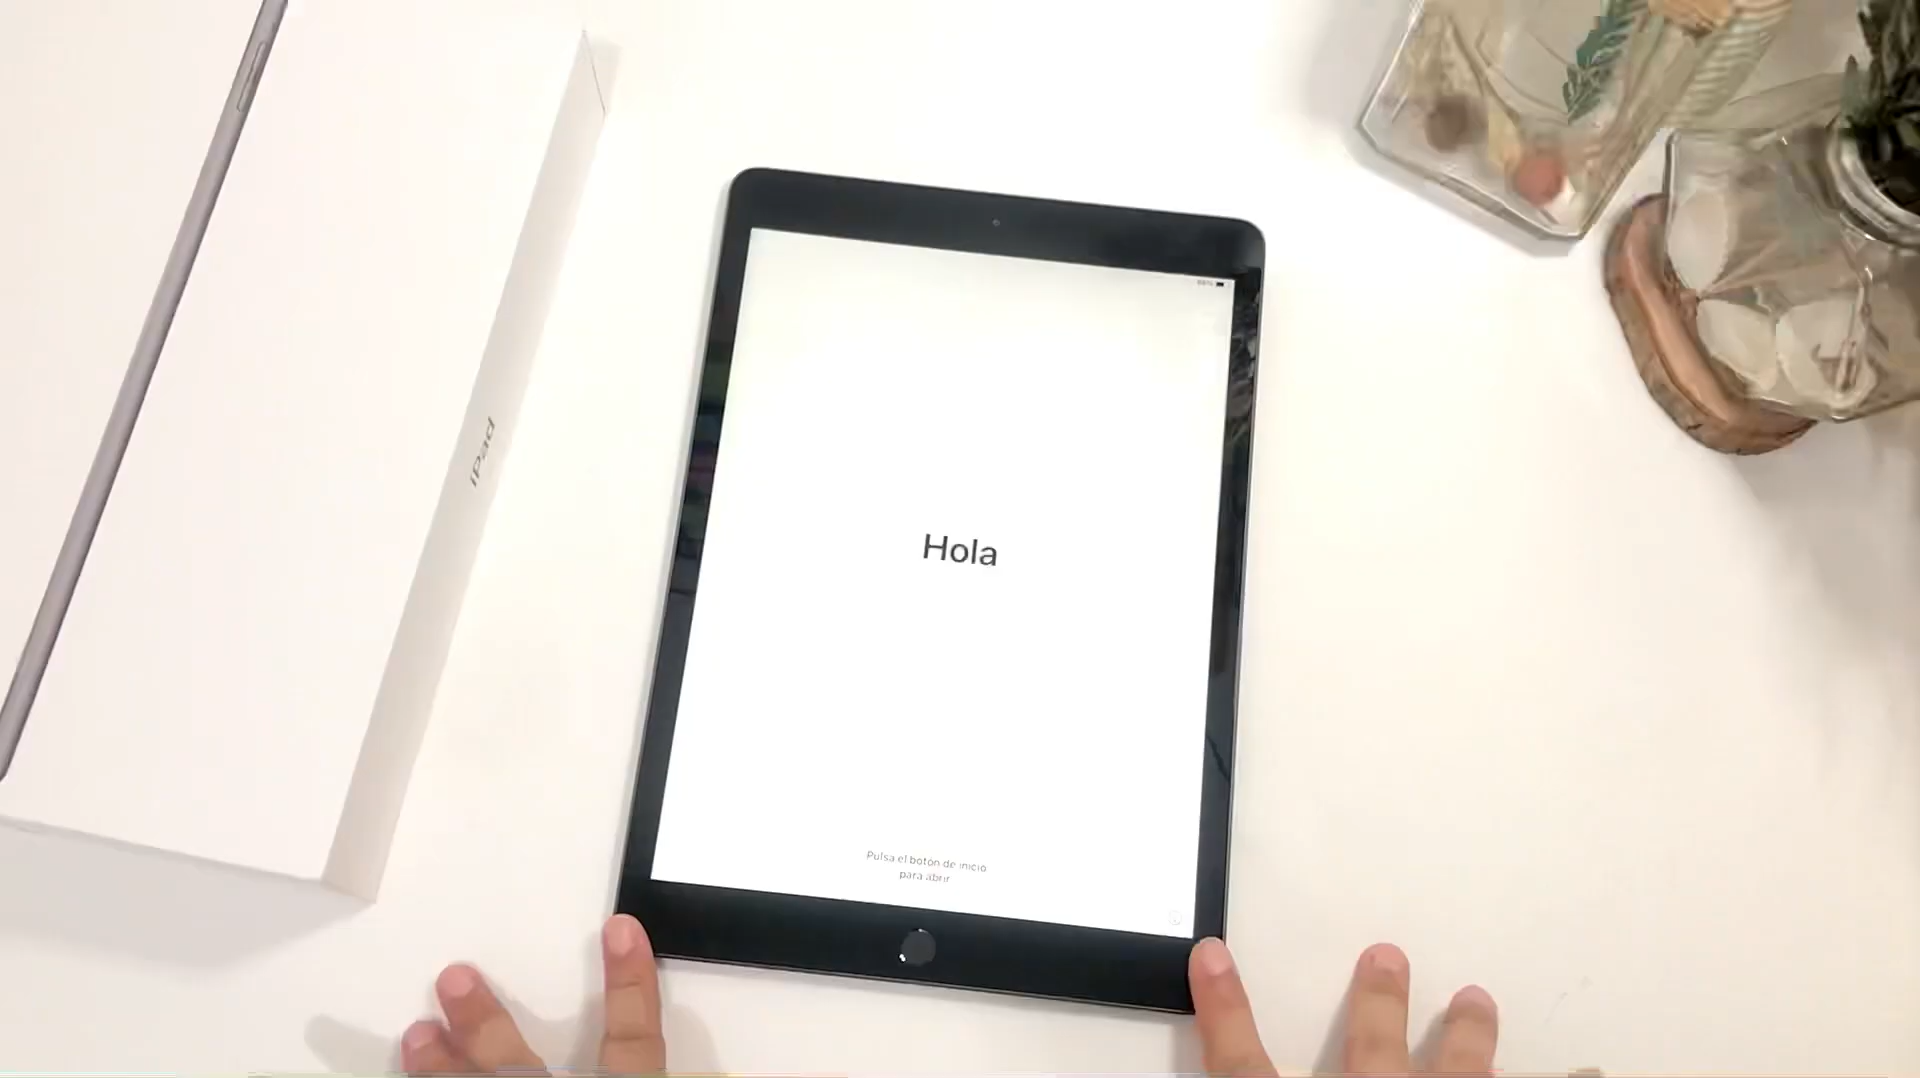 iPad
Hola
Pulsa el botón de inicio
para abrir